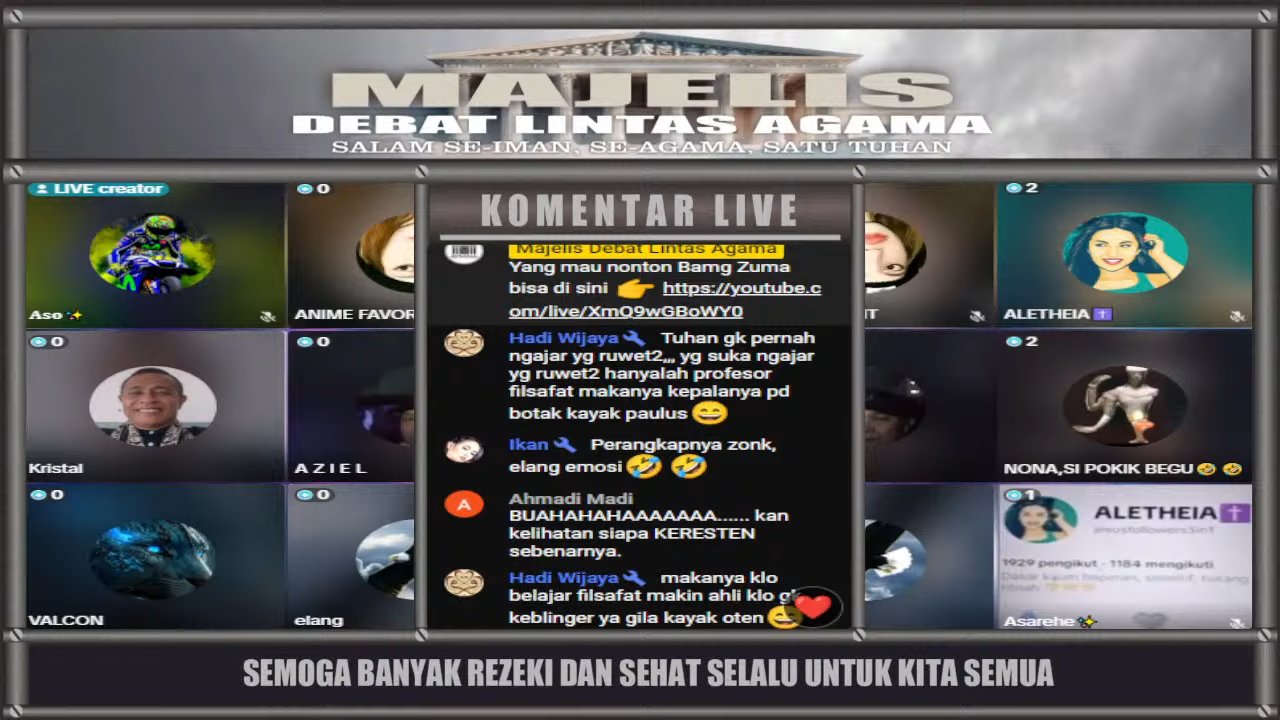 MAJELIS
DEBAT LINTAS AGAMA
SALAM SE-IMAN, SE-AGAMA, SATU TUHAN
LIVE creator
Aso
0
ANIME FAVOR
0
Kristal
0
A Z I E L
0
VALCON
0
elang
KOMENTAR LIVE
Majelis Debat Lintas Agama
Yang mau nonton Bamg Zuma
bisa di sini 👉 https://youtube.c
om/live/XmQ9wGBoWY0
Hadi Wijaya Tuhan gk pernah
ngajar yg ruwet2,,, yg suka ngajar
yg ruwet2 hanyalah profesor
filsafat makanya kepalanya pd
botak kayak paulus 😄
Ikan Perangkapnya zonk,
elang emosi 🤣 🤣
A
Ahmadi Madi
BUAHAHAHAAAAAAA...... kan
kelihatan siapa KERESTEN
sebenarnya.
Hadi Wijaya makanya klo
belajar filsafat makin ahli klo
keblinger ya gila kayak oten 😄
T
2
ALETHEIA ✝️
2
NONA,SI POKIK BEGU 🤣 🤣
1
ALETHEIA ✝️
1929 pengikut · 1184 mengikuti
Asarehe ✨
SEMOGA BANYAK REZEKI DAN SEHAT SELALU UNTUK KITA SEMUA